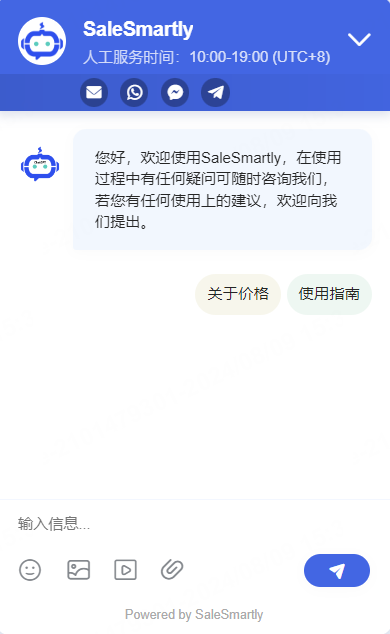 SaleSmartly
人工服务时间：10:00-19:00 (UTC+8)
您好，欢迎使用SaleSmartly，在使用
过程中有任何疑问可随时咨询我们，
若您有任何使用上的建议，欢迎向我
们提出。
关于价格
使用指南
输入信息...
Powered by SaleSmartly